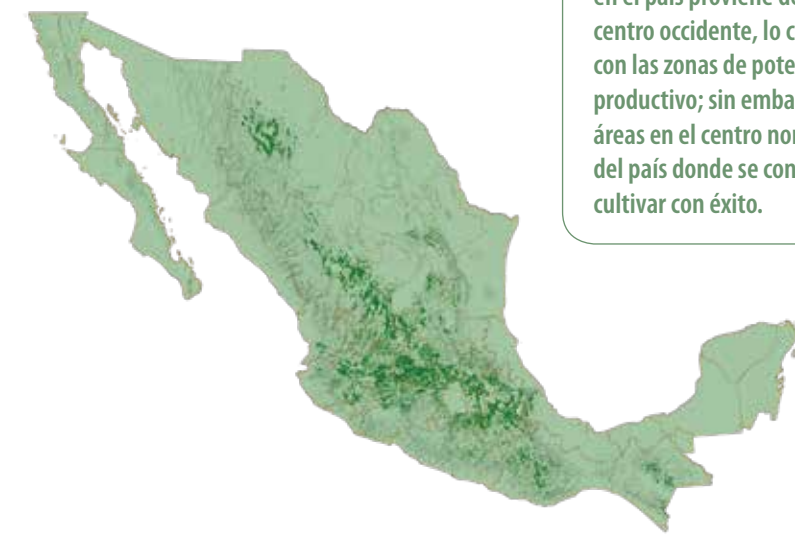 en el país proviene de
centro occidente, lo c
con las zonas de pote
productivo; sin emba
áreas en el centro nor
del país donde se con
cultivar con éxito.